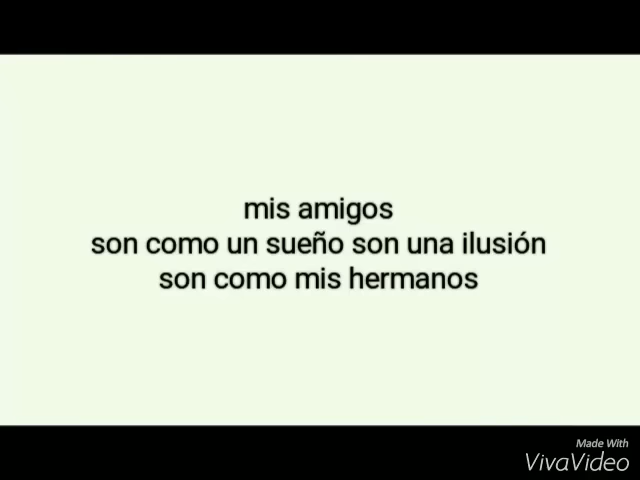 mis amigos
son como un sueño son una ilusión
son como mis hermanos
Made With
VivaVideo